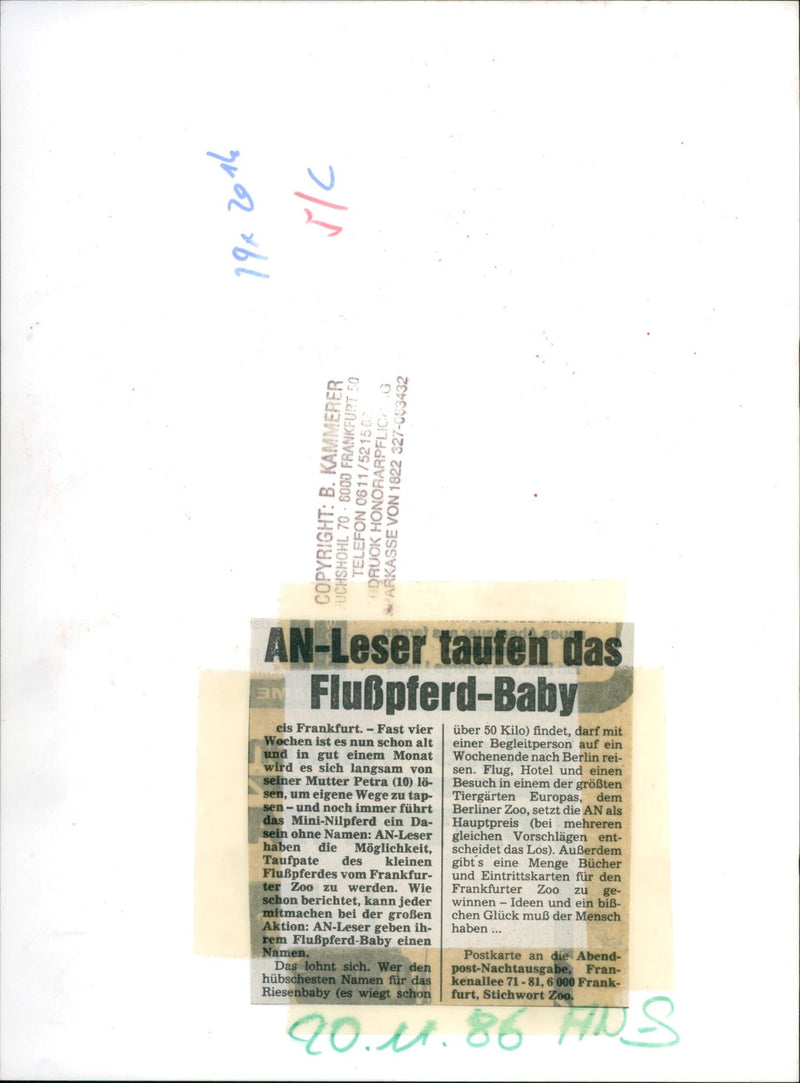 19 x 20 14
5/C
COPYRIGHT: B. KAMMERER
UCHSHOHL 70 · 6000 FRANKFURT 50
TELEFON 0611/5215
DRUCK HONORARPFLIC G
ARKASSE VON 1822 327-053432
AN-Leser taufen das
Flußpferd-Baby
cis Frankfurt. – Fast vier
Wochen ist es nun schon alt
und in gut einem Monat
wird es sich langsam von
seiner Mutter Petra (10) lö-
sen, um eigene Wege zu tap-
sen – und noch immer führt
das Mini-Nilpferd ein Da-
sein ohne Namen: AN-Leser
haben die Möglichkeit,
Taufpate des kleinen
Flußpferdes vom Frankfur-
ter Zoo zu werden. Wie
schon berichtet, kann jeder
mitmachen bei der großen
Aktion: AN-Leser geben ih-
rem Flußpferd-Baby einen
Namen.
Das lohnt sich. Wer den
hübschesten Namen für das
Riesenbaby (es wiegt schon
über 50 Kilo) findet, darf mit
einer Begleitperson auf ein
Wochenende nach Berlin rei-
sen. Flug, Hotel und einen
Besuch in einem der größten
Tiergärten Europas, dem
Berliner Zoo, setzt die AN als
Hauptpreis (bei mehreren
gleichen Vorschlägen ent-
scheidet das Los). Außerdem
gibt´s eine Menge Bücher
und Eintrittskarten für den
Frankfurter Zoo zu ge-
winnen – Ideen und ein biß-
chen Glück muß der Mensch
haben ...
Postkarte an die Abend-
post-Nachtausgabe, Fran-
kenallee 71 - 81, 6 000 Frank-
furt, Stichwort Zoo.
20.11.86 AN S